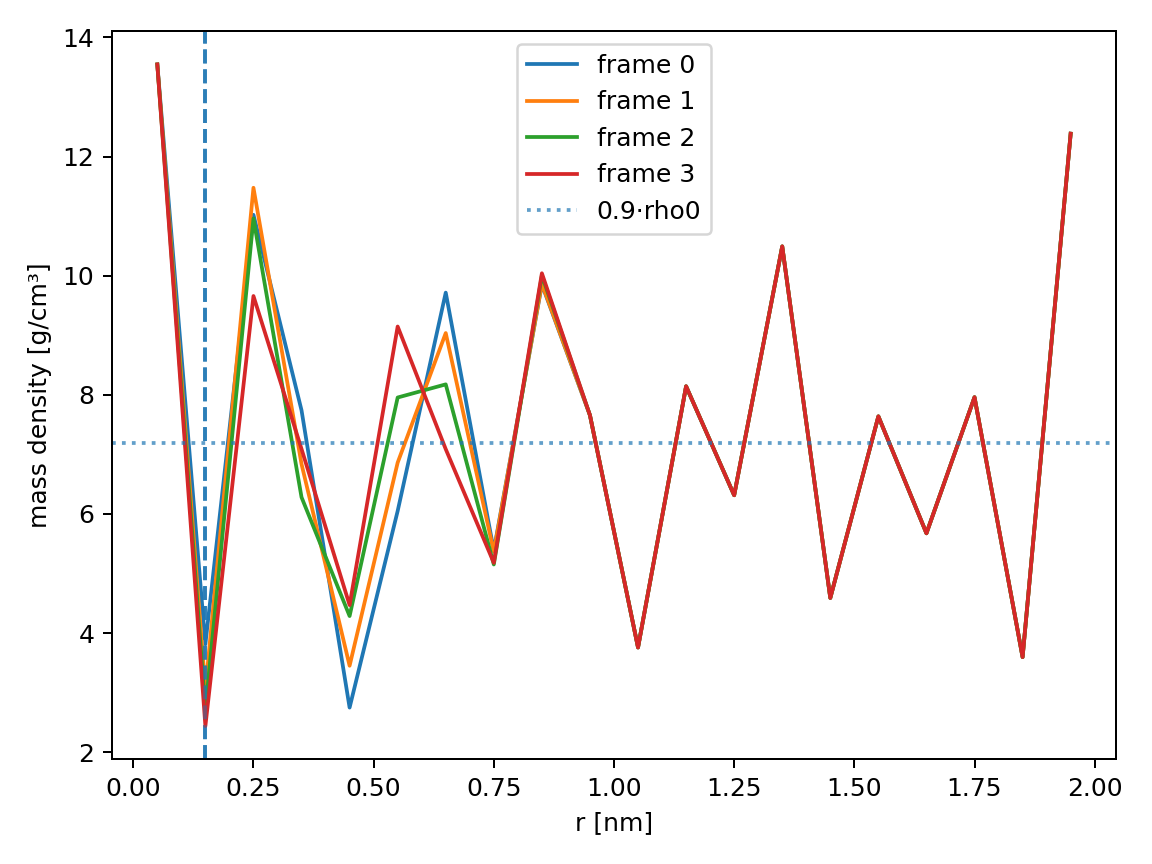 14
12
10
8
6
4
2
mass density [g/cm³]
frame 0
frame 1
frame 2
frame 3
0.9·rho0
0.00 0.25 0.50 0.75 1.00 1.25 1.50 1.75 2.00
r [nm]